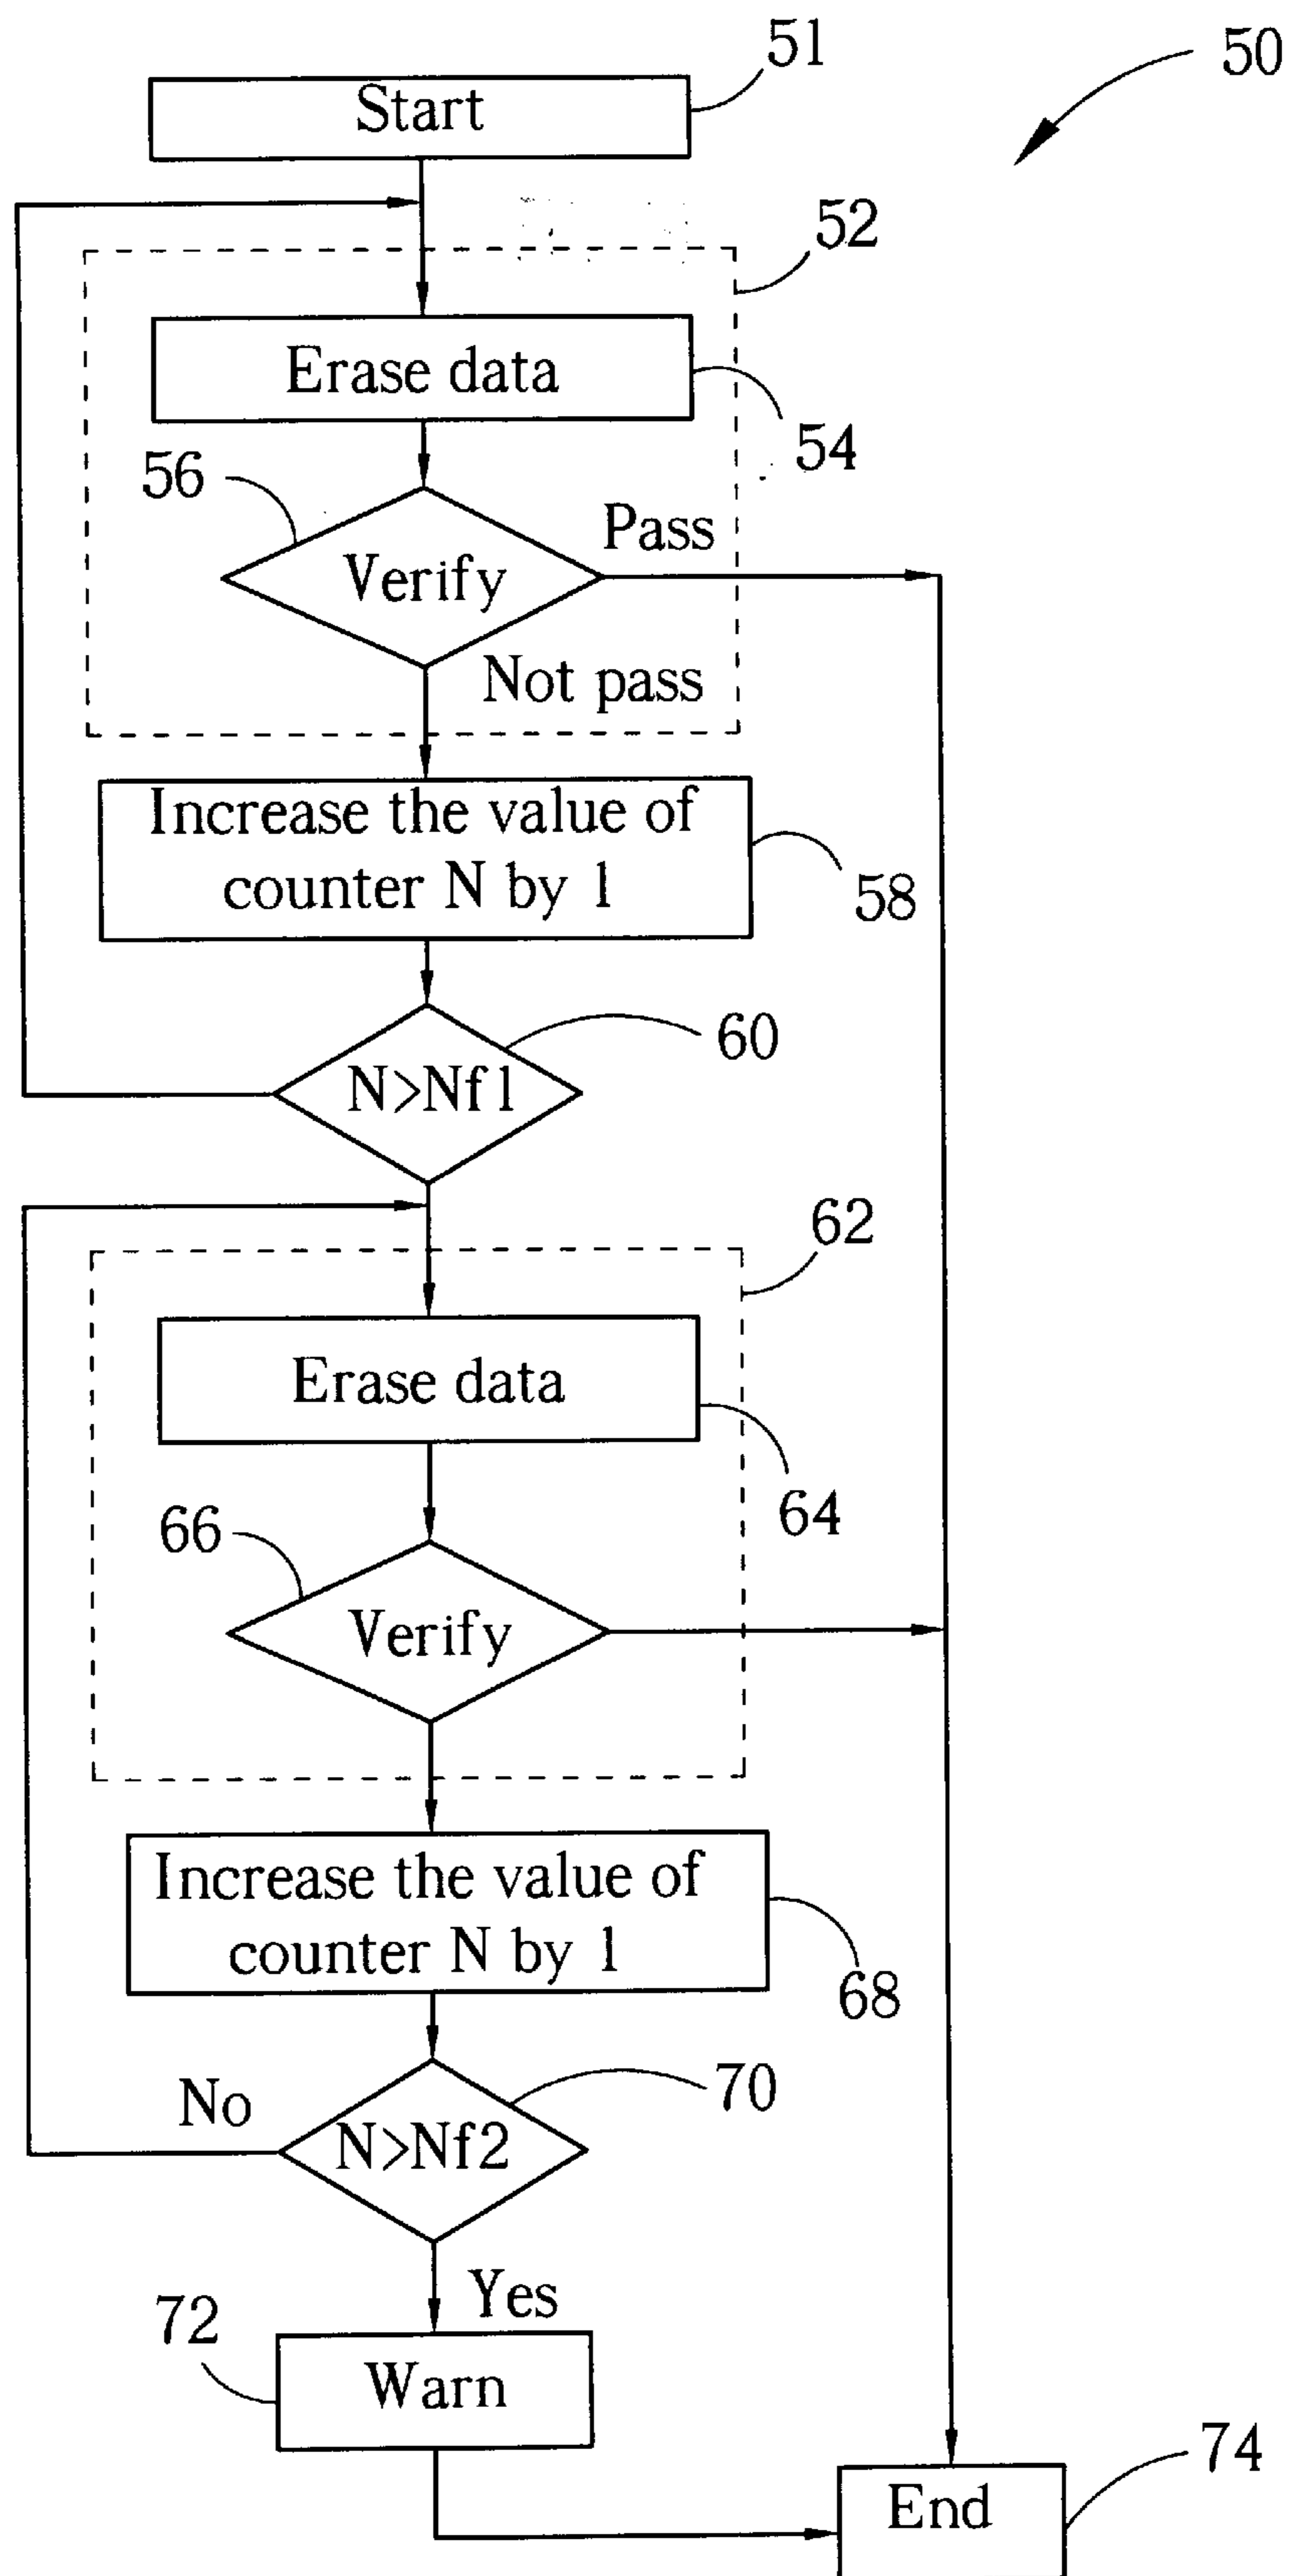 51
50
Start
52
Erase data
54
56
Pass
Verify
Not pass
Increase the value of
counter N by 1
58
60
N>Nf1
62
Erase data
64
66
Verify
Increase the value of
counter N by 1
68
70
No
N>Nf2
Yes
72
Warn
74
End